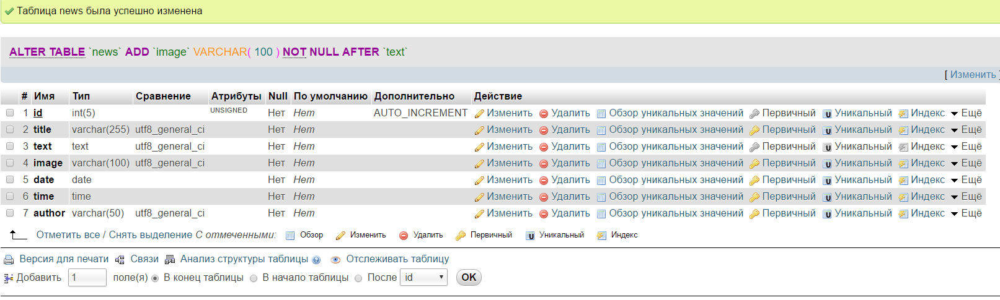 Таблица news была успешно изменена
ALTER TABLE `news` ADD `image` VARCHAR( 100 ) NOT NULL AFTER `text`
[ Изменить ]
# Имя Тип Сравнение Атрибуты Null По умолчанию Дополнительно Действие
1 id int(5) UNSIGNED Нет Нет AUTO_INCREMENT Изменить Удалить Обзор уникальных значений Первичный Уникальный Индекс Ещё
2 title varchar(255) utf8_general_ci Нет Нет Изменить Удалить Обзор уникальных значений Первичный Уникальный Индекс Ещё
3 text text utf8_general_ci Нет Нет Изменить Удалить Обзор уникальных значений Первичный Уникальный Индекс Ещё
4 image varchar(100) utf8_general_ci Нет Нет Изменить Удалить Обзор уникальных значений Первичный Уникальный Индекс Ещё
5 date date Нет Нет Изменить Удалить Обзор уникальных значений Первичный Уникальный Индекс Ещё
6 time time Нет Нет Изменить Удалить Обзор уникальных значений Первичный Уникальный Индекс Ещё
7 author varchar(50) utf8_general_ci Нет Нет Изменить Удалить Обзор уникальных значений Первичный Уникальный Индекс Ещё
Отметить все / Снять выделение С отмеченными: Обзор Изменить Удалить Первичный Уникальный Индекс
Версия для печати Связи Анализ структуры таблицы Отслеживать таблицу
Добавить 1 поле(я) В конец таблицы В начало таблицы После id OK